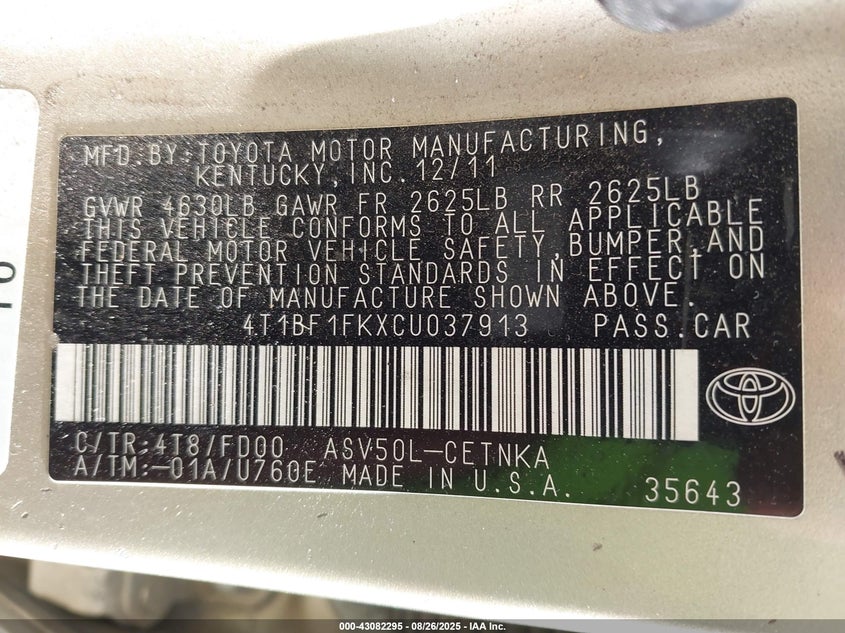 MFD.BY:TOYOTA MOTOR MANUFACTURING,
KENTUCKY,INC.12/11
GVWR 4630LB GAWR FR 2625LB RR 2625LB
THIS VEHICLE CONFORMS TO ALL APPLICABLE
FEDERAL MOTOR VEHICLE SAFETY,BUMPER,AND
THEFT PREVENTION STANDARDS IN EFFECT ON
THE DATE OF MANUFACTURE SHOWN ABOVE.
4T1BF1FKXCU037913 PASS.CAR
C/TR:4T8/FD00 ASV50L-CETNKA
A/TM:-01A/U760E MADE IN U.S.A. 35643
000-43082295 - 08/26/2025 - IAA Inc.